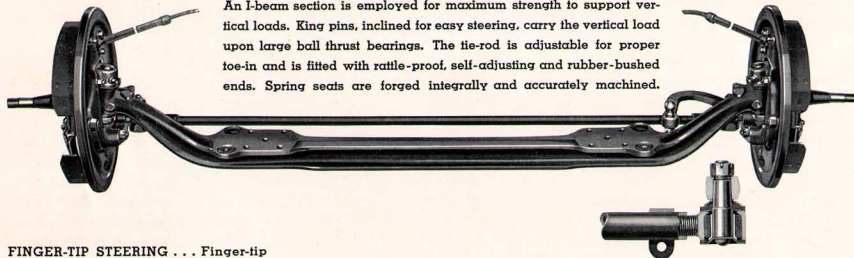 An I-beam section is employed for maximum strength to support ver-
tical loads. King pins, inclined for easy steering, carry the vertical load
upon large ball thrust bearings. The tie-rod is adjustable for proper
toe-in and is fitted with rattle-proof, self-adjusting and rubber-bushed
ends. Spring seats are forged integrally and accurately machined.
FINGER-TIP STEERING . . . Finger-tip